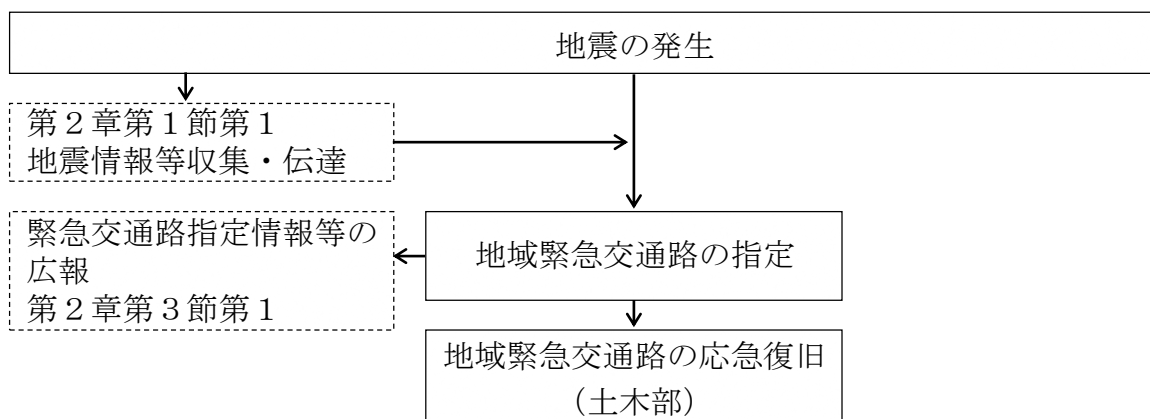 地震の発生
第２章第１節第１
地震情報等収集・伝達
緊急交通路指定情報等の
広報
第２章第３節第１
地域緊急交通路の指定
地域緊急交通路の応急復旧
（土木部）